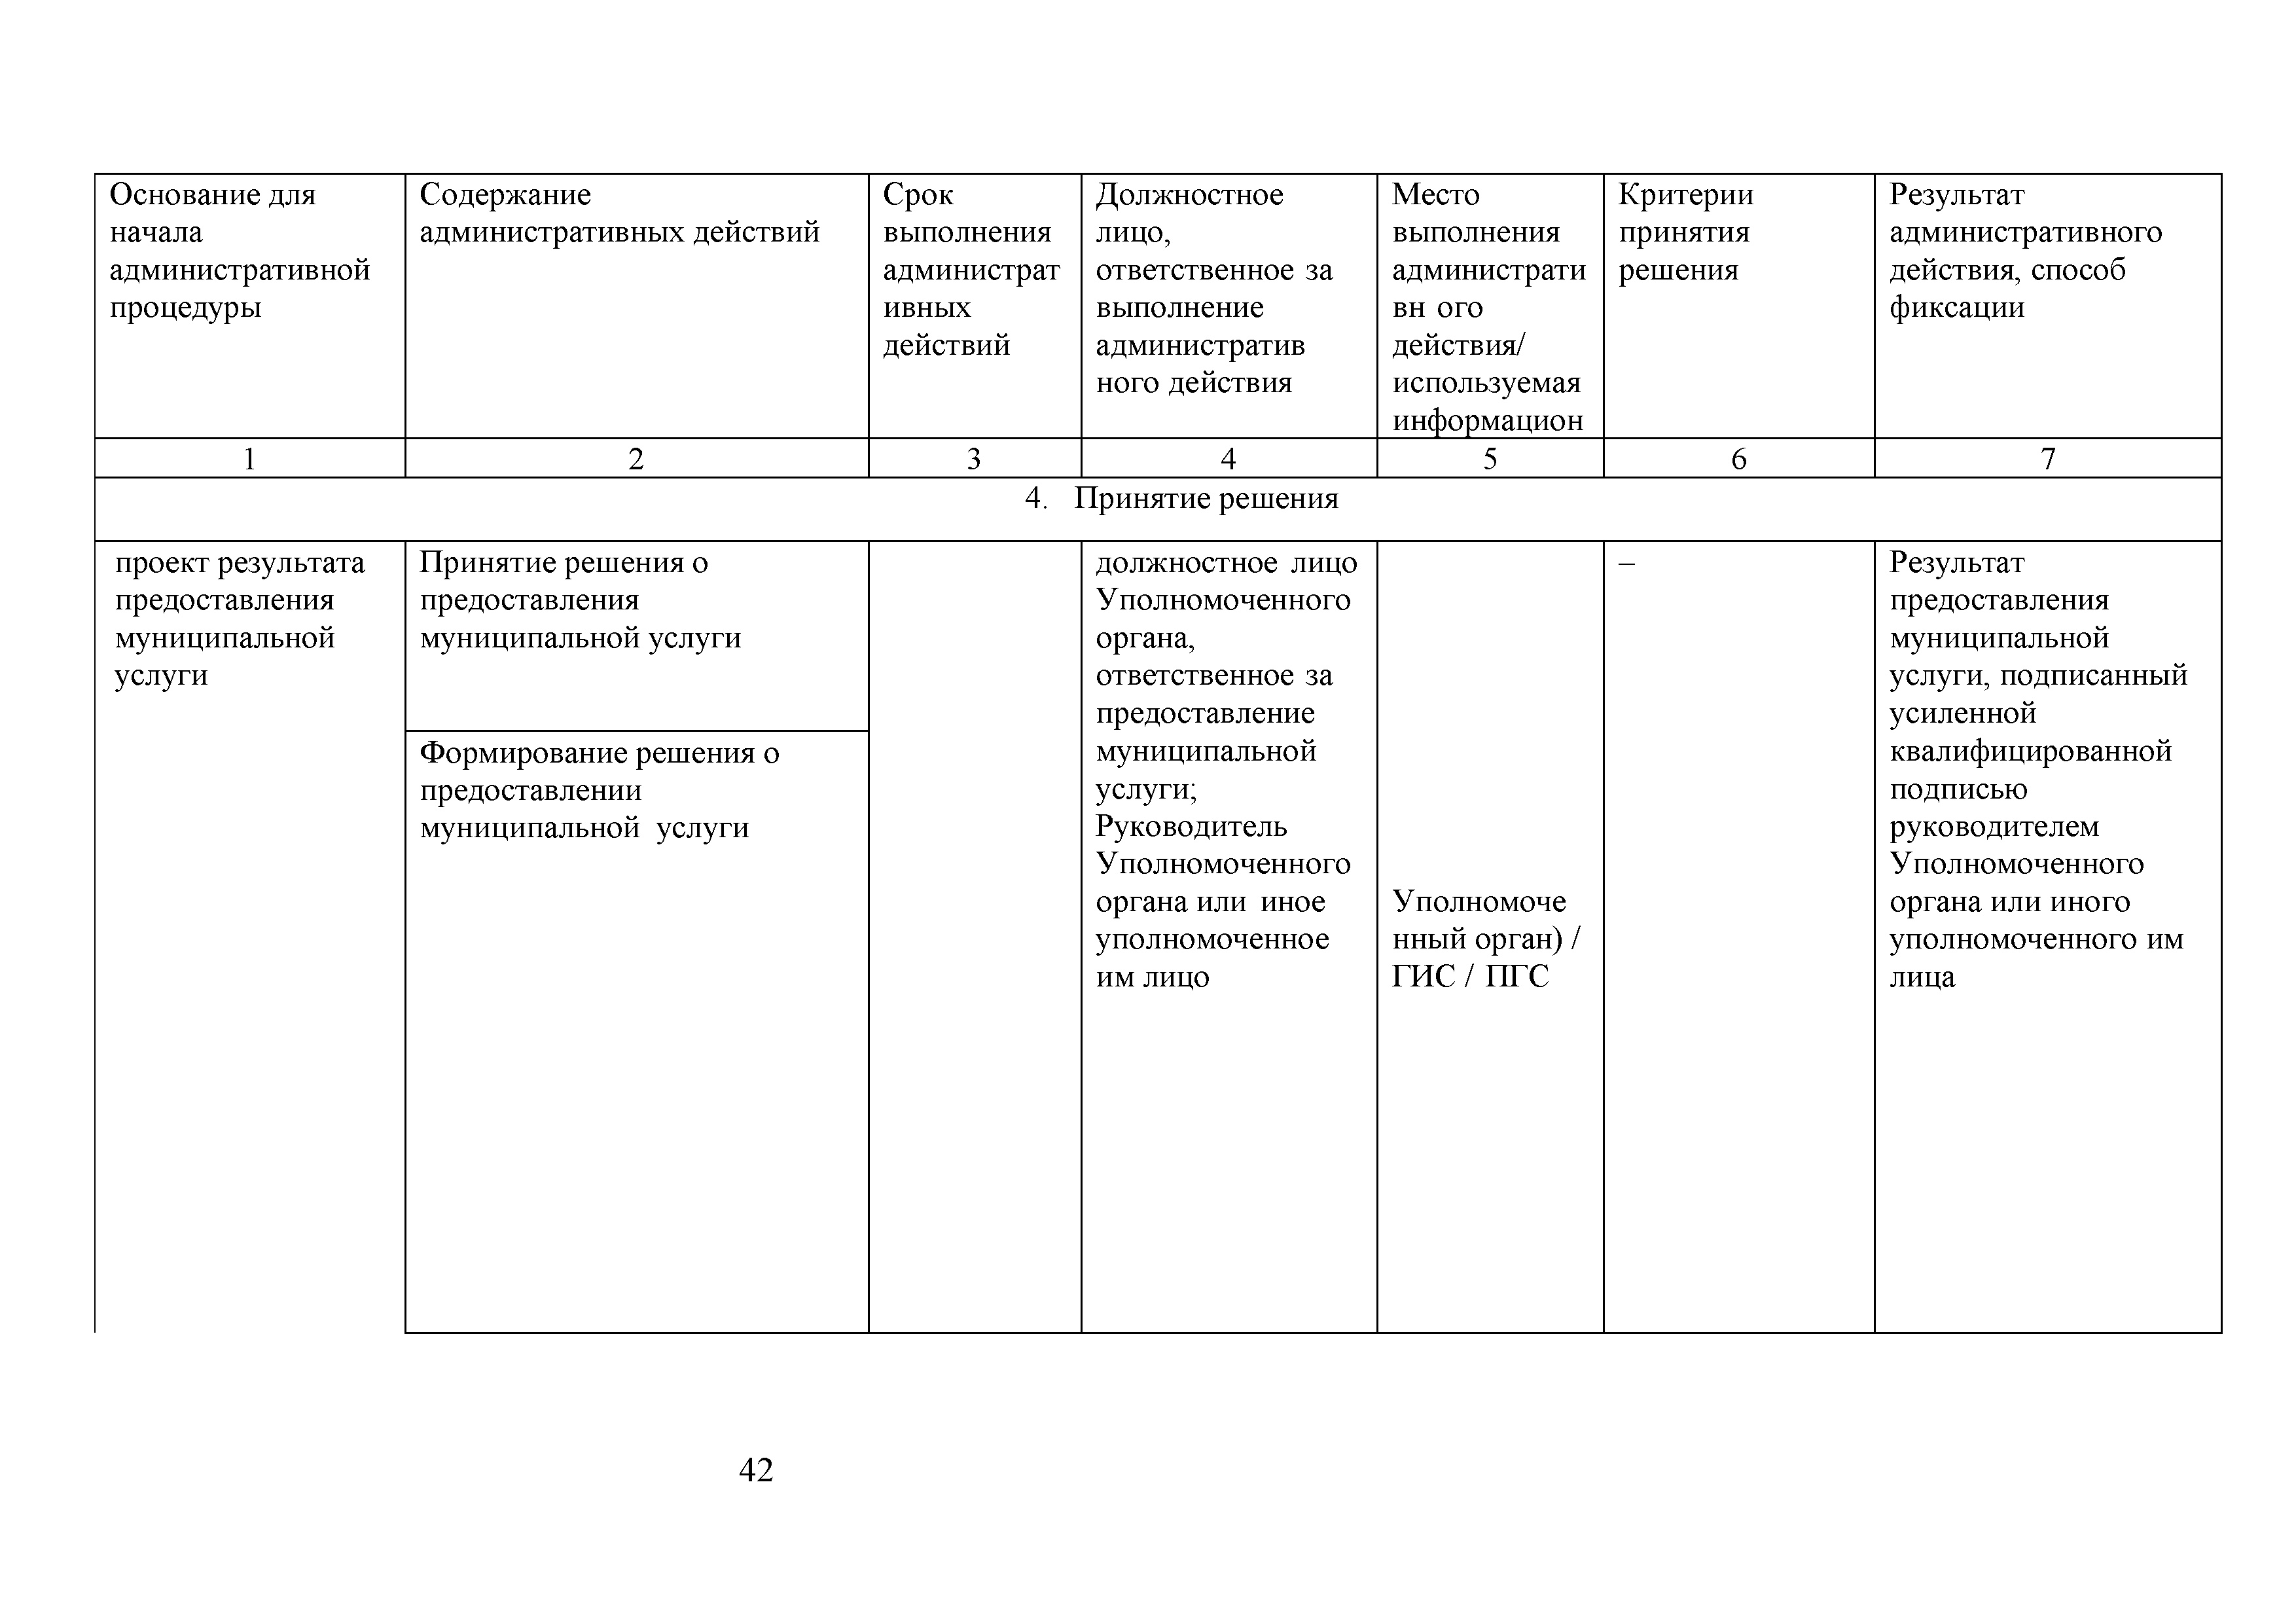 Основание для
начала
административной
процедуры
Содержание
административных действий
Срок
выполнения
администрат
ивных
действий
Должностное
лицо,
ответственное за
выполнение
административ
ного действия
Место
выполнения
администрати
вн ого
действия/
используемая
информацион
Критерии
принятия
решения
Результат
административного
действия, способ
фиксации
1
2
3
4
5
6
7
4. Принятие решения
проект результата
предоставления
муниципальной
услуги
Принятие решения о
предоставления
муниципальной услуги
Формирование решения о
предоставлении
муниципальной услуги
должностное лицо
Уполномоченного
органа,
ответственное за
предоставление
муниципальной
услуги;
Руководитель
Уполномоченного
органа или иное
уполномоченное
им лицо
Уполномоче
нный орган) /
ГИС / ПГС
–
Результат
предоставления
муниципальной
услуги, подписанный
усиленной
квалифицированной
подписью
руководителем
Уполномоченного
органа или иного
уполномоченного им
лица
42